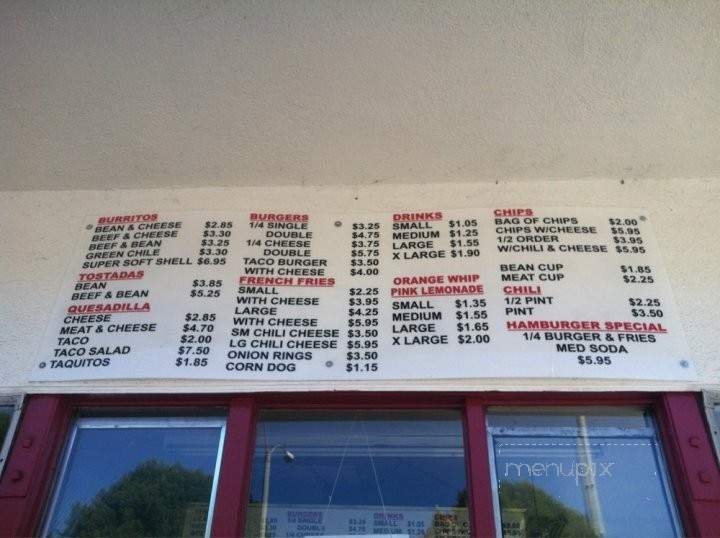 BURRITOS
BEAN & CHEESE $2.85
BEEF & CHEESE $3.30
BEEF & BEAN $3.25
GREEN CHILE $3.30
SUPER SOFT SHELL $6.95
TOSTADAS
BEAN $3.85
BEEF & BEAN $5.25
QUESADILLA
CHEESE $2.85
MEAT & CHEESE $4.70
TACO $2.00
TACO SALAD $7.50
TAQUITOS $1.85
BURGERS
1/4 SINGLE $3.25
DOUBLE $4.75
1/4 CHEESE $3.75
DOUBLE $5.75
TACO BURGER $3.50
WITH CHEESE $4.00
FRENCH FRIES
SMALL $2.25
WITH CHEESE $3.95
LARGE $4.25
WITH CHEESE $5.95
SM CHILI CHEESE $3.50
LG CHILI CHEESE $5.95
ONION RINGS $3.50
CORN DOG $1.15
DRINKS
SMALL $1.05
MEDIUM $1.25
LARGE $1.55
X LARGE $1.90
ORANGE WHIP
PINK LEMONADE
SMALL $1.35
MEDIUM $1.55
LARGE $1.65
X LARGE $2.00
CHIPS
BAG OF CHIPS $2.00
CHIPS W/CHEESE $5.95
1/2 ORDER $3.95
W/CHILI & CHEESE $5.95
BEAN CUP $1.85
MEAT CUP $2.25
CHILI
1/2 PINT $2.25
PINT $3.50
HAMBURGER SPECIAL
1/4 BURGER & FRIES
MED SODA
$5.95
menupix